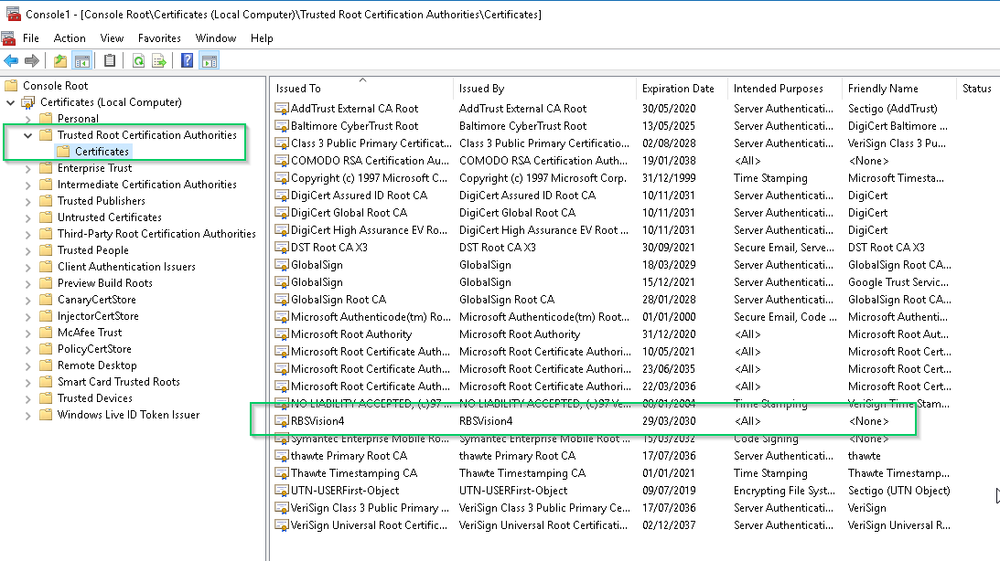 Console1 - [Console Root\Certificates (Local Computer)\Trusted Root Certification Authorities\Certificates]
File Action View Favorites Window Help
Console Root
Certificates (Local Computer)
Personal
Trusted Root Certification Authorities
Certificates
Enterprise Trust
Intermediate Certification Authorities
Trusted Publishers
Untrusted Certificates
Third-Party Root Certification Authorities
Trusted People
Client Authentication Issuers
Preview Build Roots
CanaryCertStore
InjectorCertStore
McAfee Trust
PolicyCertStore
Remote Desktop
Smart Card Trusted Roots
Trusted Devices
Windows Live ID Token Issuer
Issued To Issued By Expiration Date Intended Purposes Friendly Name Status
AddTrust External CA Root AddTrust External CA Root 30/05/2020 Server Authenticati... Sectigo (AddTrust)
Baltimore CyberTrust Root Baltimore CyberTrust Root 13/05/2025 Server Authenticati... DigiCert Baltimore ...
Class 3 Public Primary Certificat... Class 3 Public Primary Certificatio... 02/08/2028 Server Authenticati... VeriSign Class 3 Pu...
COMODO RSA Certification Au... COMODO RSA Certification Auth... 19/01/2038 <All> <None>
Copyright (c) 1997 Microsoft C... Copyright (c) 1997 Microsoft Corp. 31/12/1999 Time Stamping Microsoft Timesta...
DigiCert Assured ID Root CA DigiCert Assured ID Root CA 10/11/2031 Server Authenticati... DigiCert
DigiCert Global Root CA DigiCert Global Root CA 10/11/2031 Server Authenticati... DigiCert
DigiCert High Assurance EV Ro... DigiCert High Assurance EV Root ... 10/11/2031 Server Authenticati... DigiCert
DST Root CA X3 DST Root CA X3 30/09/2021 Secure Email, Serve... DST Root CA X3
GlobalSign GlobalSign 18/03/2029 Server Authenticati... GlobalSign Root CA...
GlobalSign GlobalSign 15/12/2021 Server Authenticati... Google Trust Servic...
GlobalSign Root CA GlobalSign Root CA 28/01/2028 Server Authenticati... GlobalSign Root CA...
Microsoft Authenticode(tm) Ro... Microsoft Authenticode(tm) Root... 01/01/2000 Secure Email, Code ... Microsoft Authenti...
Microsoft Root Authority Microsoft Root Authority 31/12/2020 <All> Microsoft Root Aut...
Microsoft Root Certificate Auth... Microsoft Root Certificate Authori... 10/05/2021 <All> Microsoft Root Cert...
Microsoft Root Certificate Auth... Microsoft Root Certificate Authori... 23/06/2035 <All> Microsoft Root Cert...
Microsoft Root Certificate Auth... Microsoft Root Certificate Authori... 22/03/2036 <All> Microsoft Root Cert...
NO LIABILITY ACCEPTED, (c)97 ... NO LIABILITY ACCEPTED, (c)97 Ve... 08/01/2004 Time Stamping VeriSign Time Stam...
RBSVision4 RBSVision4 29/03/2030 <All> <None>
Symantec Enterprise Mobile Ro... Symantec Enterprise Mobile Root ... 15/03/2032 Code Signing <None>
thawte Primary Root CA thawte Primary Root CA 17/07/2036 Server Authenticati... thawte
Thawte Timestamping CA Thawte Timestamping CA 01/01/2021 Time Stamping Thawte Timestamp...
UTN-USERFirst-Object UTN-USERFirst-Object 09/07/2019 Encrypting File Syst... Sectigo (UTN Object)
VeriSign Class 3 Public Primary ... VeriSign Class 3 Public Primary Ce... 17/07/2036 Server Authenticati... VeriSign
VeriSign Universal Root Certific... VeriSign Universal Root Certificati... 02/12/2037 Server Authenticati... VeriSign Universal R...